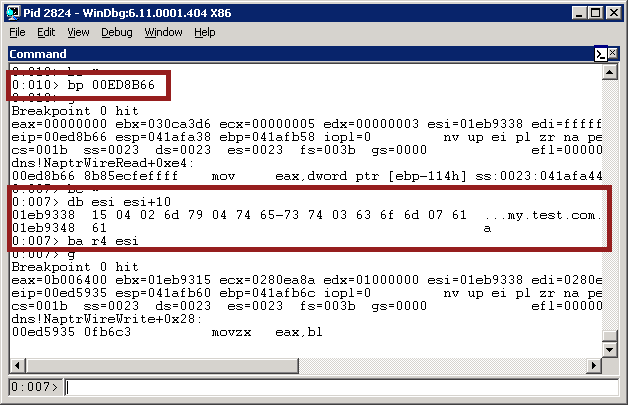 Pid 2824 - WinDbg:6.11.0001.404 X86
File Edit View Debug Window Help
Command
0:010> bp 00ED8B66
0:010> g
Breakpoint 0 hit
eax=00000000 ebx=030ca3d6 ecx=00000005 edx=00000003 esi=01eb9338 edi=fffff
eip=00ed8b66 esp=041afa38 ebp=041afb58 iopl=0 nv up ei pl zr na pe
cs=001b ss=0023 ds=0023 es=0023 fs=003b gs=0000 efl=00000
dns!NaptrWireRead+0xe4:
00ed8b66 8b85ecfeffff mov eax,dword ptr [ebp-114h] ss:0023:041afa44
0:007> bc *
0:007> db esi esi+10
01eb9338 15 04 02 6d 79 04 74 65-73 74 03 63 6f 6d 07 61 ...my.test.com.
01eb9348 61 a
0:007> ba r4 esi
0:007> g
Breakpoint 0 hit
eax=0b006400 ebx=01eb9315 ecx=0280ea8a edx=01000000 esi=01eb9338 edi=0280e
eip=00ed5935 esp=041afb60 ebp=041afb6c iopl=0 nv up ei pl zr na pe
cs=001b ss=0023 ds=0023 es=0023 fs=003b gs=0000 efl=00000
dns!NaptrWireWrite+0x28:
00ed5935 0fb6c3 movzx eax,bl
0:007>